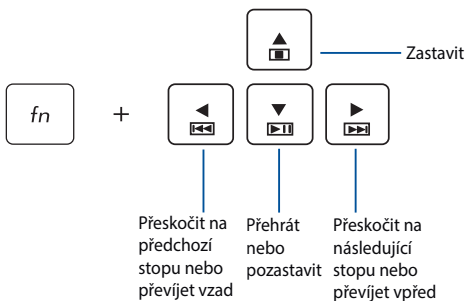 Zastavit
fn +
Přeskočit na
předchozí
stopu nebo
převíjet vzad
Přehrát
nebo
pozastavit
Přeskočit na
následující
stopu nebo
převíjet vpřed